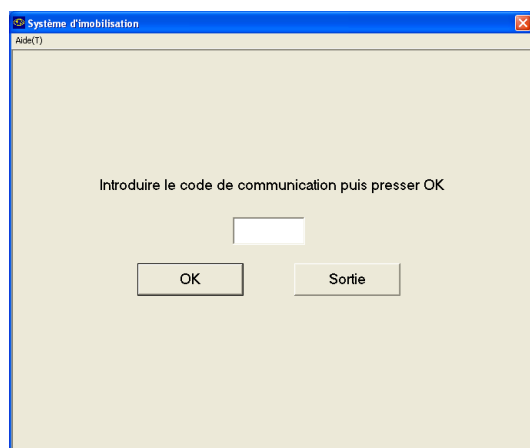 Système d'imobilisation
Aide(T)
Introduire le code de communication puis presser OK
OK
Sortie